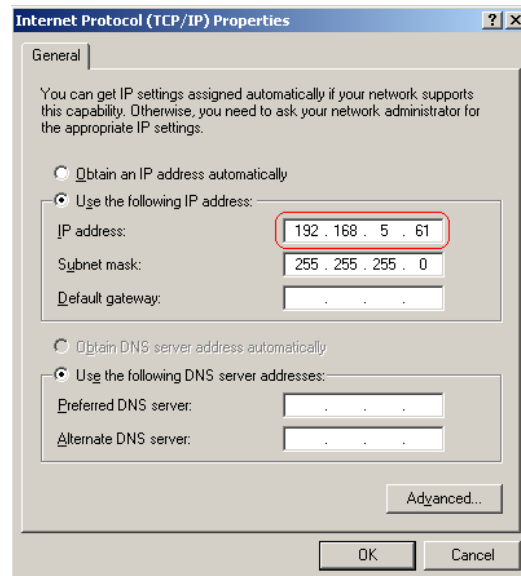 Internet Protocol (TCP/IP) Properties
General
You can get IP settings assigned automatically if your network supports
this capability. Otherwise, you need to ask your network administrator for
the appropriate IP settings.
Obtain an IP address automatically
Use the following IP address:
IP address: 192 . 168 . 5 . 61
Subnet mask: 255 . 255 . 255 . 0
Default gateway: . . .
Obtain DNS server address automatically
Use the following DNS server addresses:
Preferred DNS server: . . .
Alternate DNS server: . . .
Advanced...
OK Cancel